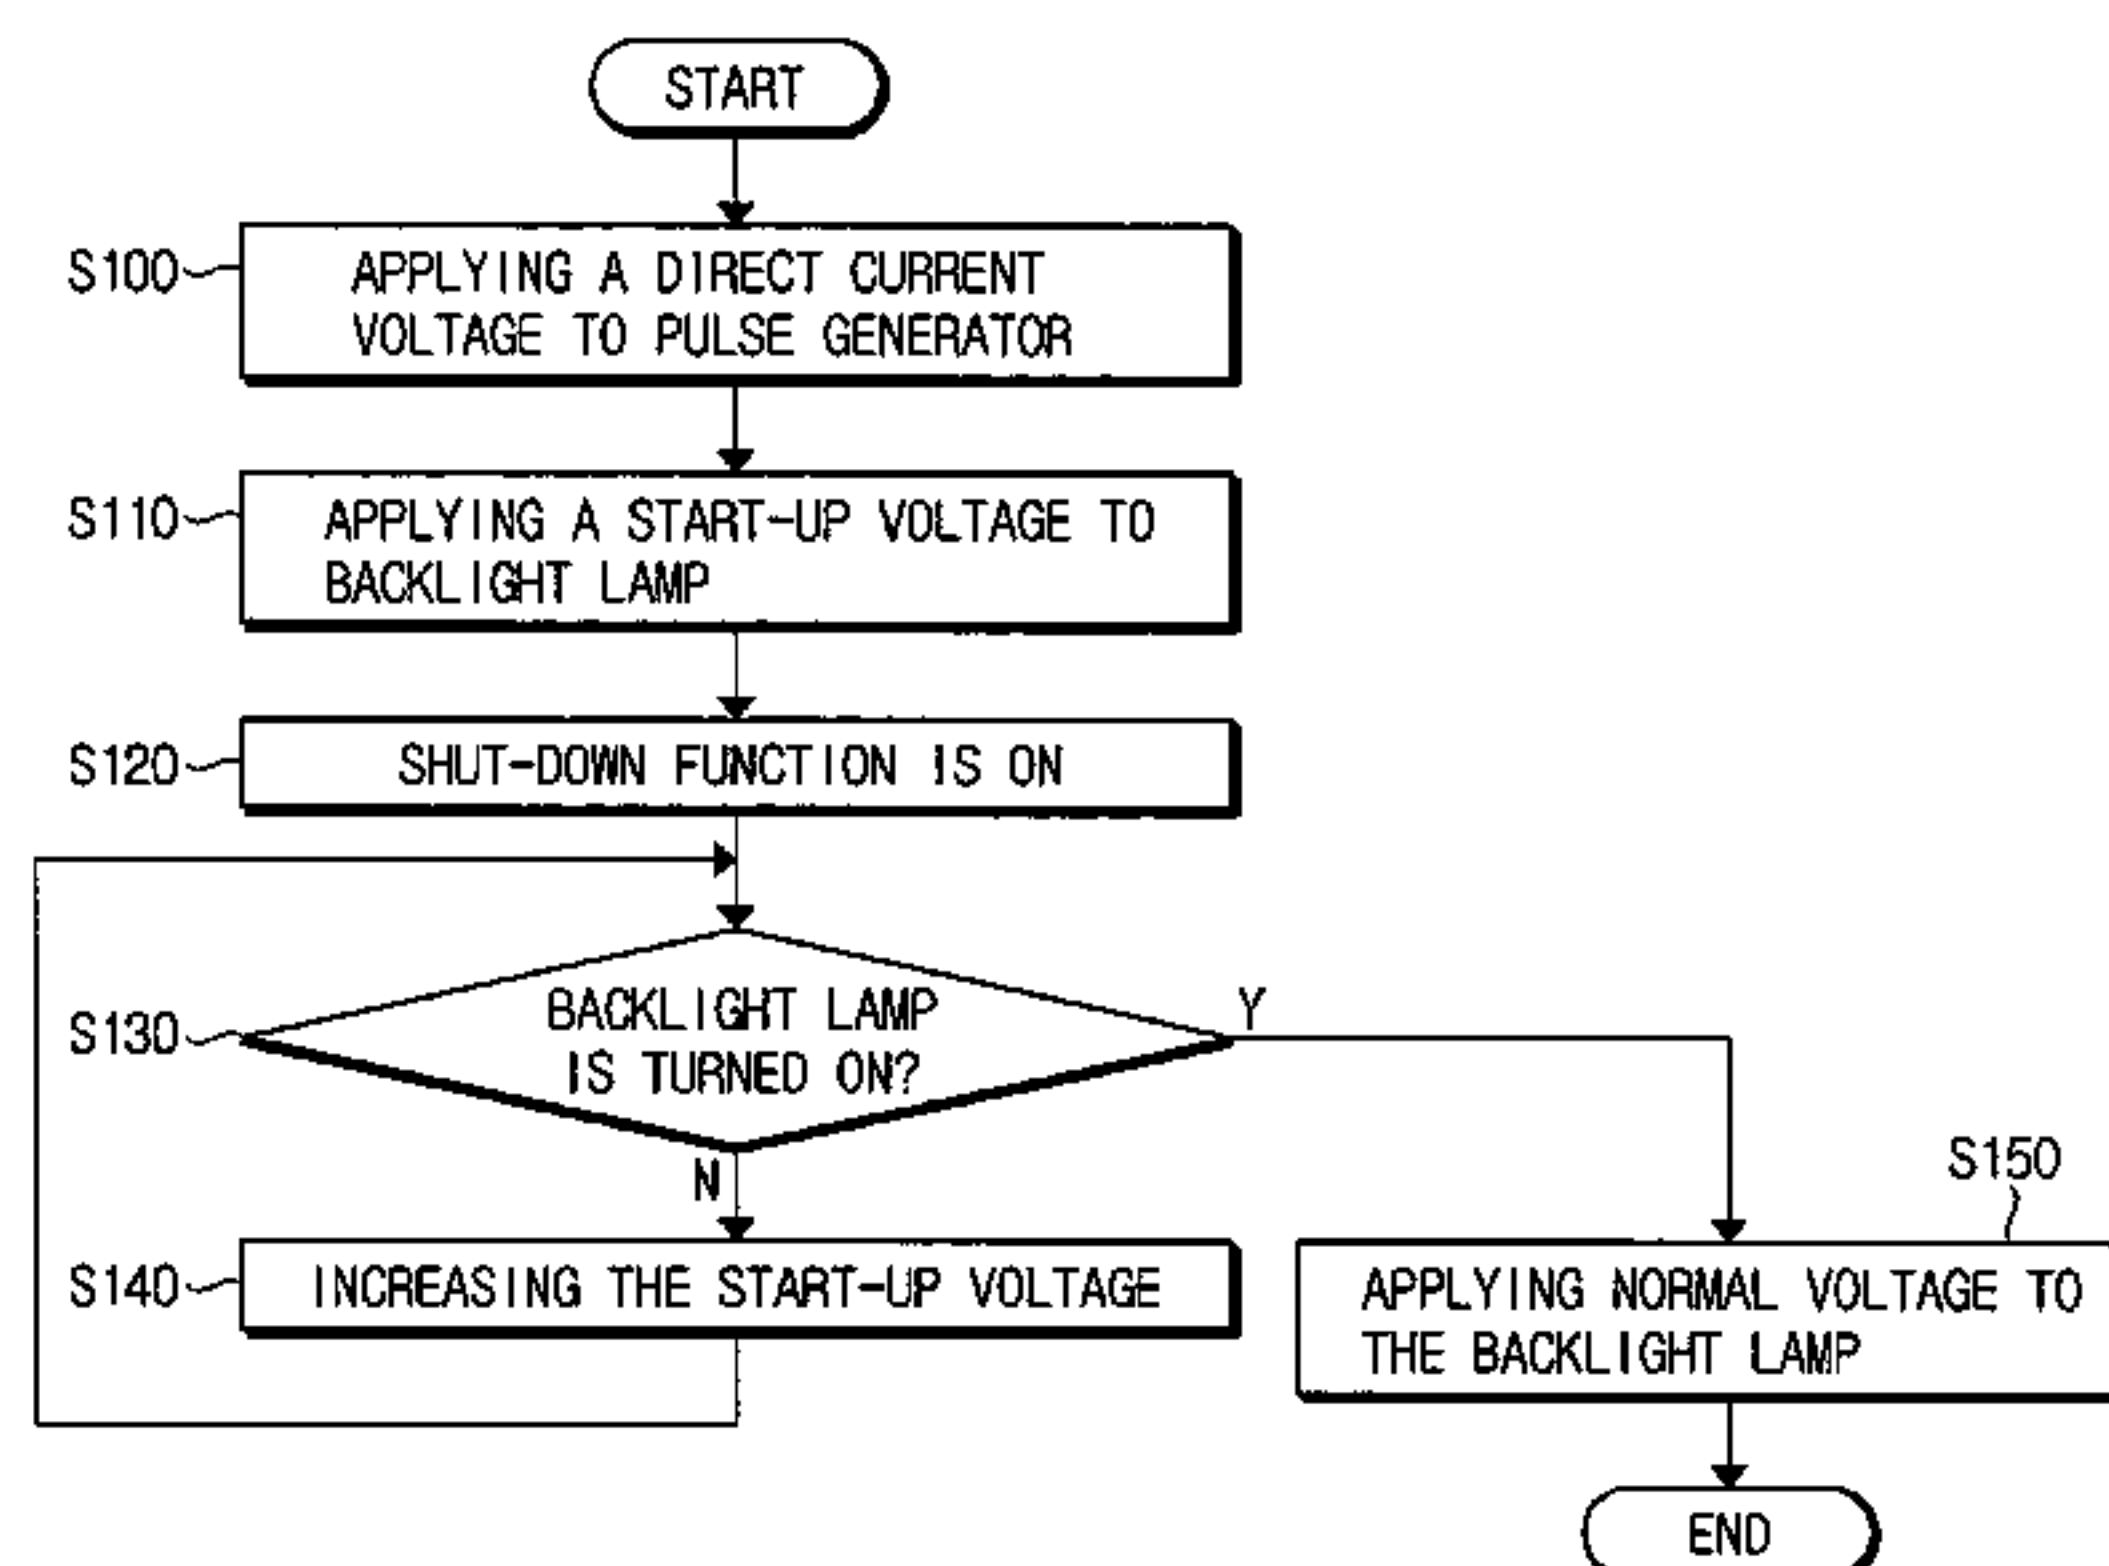 START
S100
APPLYING A DIRECT CURRENT
VOLTAGE TO PULSE GENERATOR
S110
APPLYING A START-UP VOLTAGE TO
BACKLIGHT LAMP
S120
SHUT-DOWN FUNCTION IS ON
S130
BACKLIGHT LAMP
IS TURNED ON?
Y
N
S140
INCREASING THE START-UP VOLTAGE
S150
APPLYING NORMAL VOLTAGE TO
THE BACKLIGHT LAMP
END